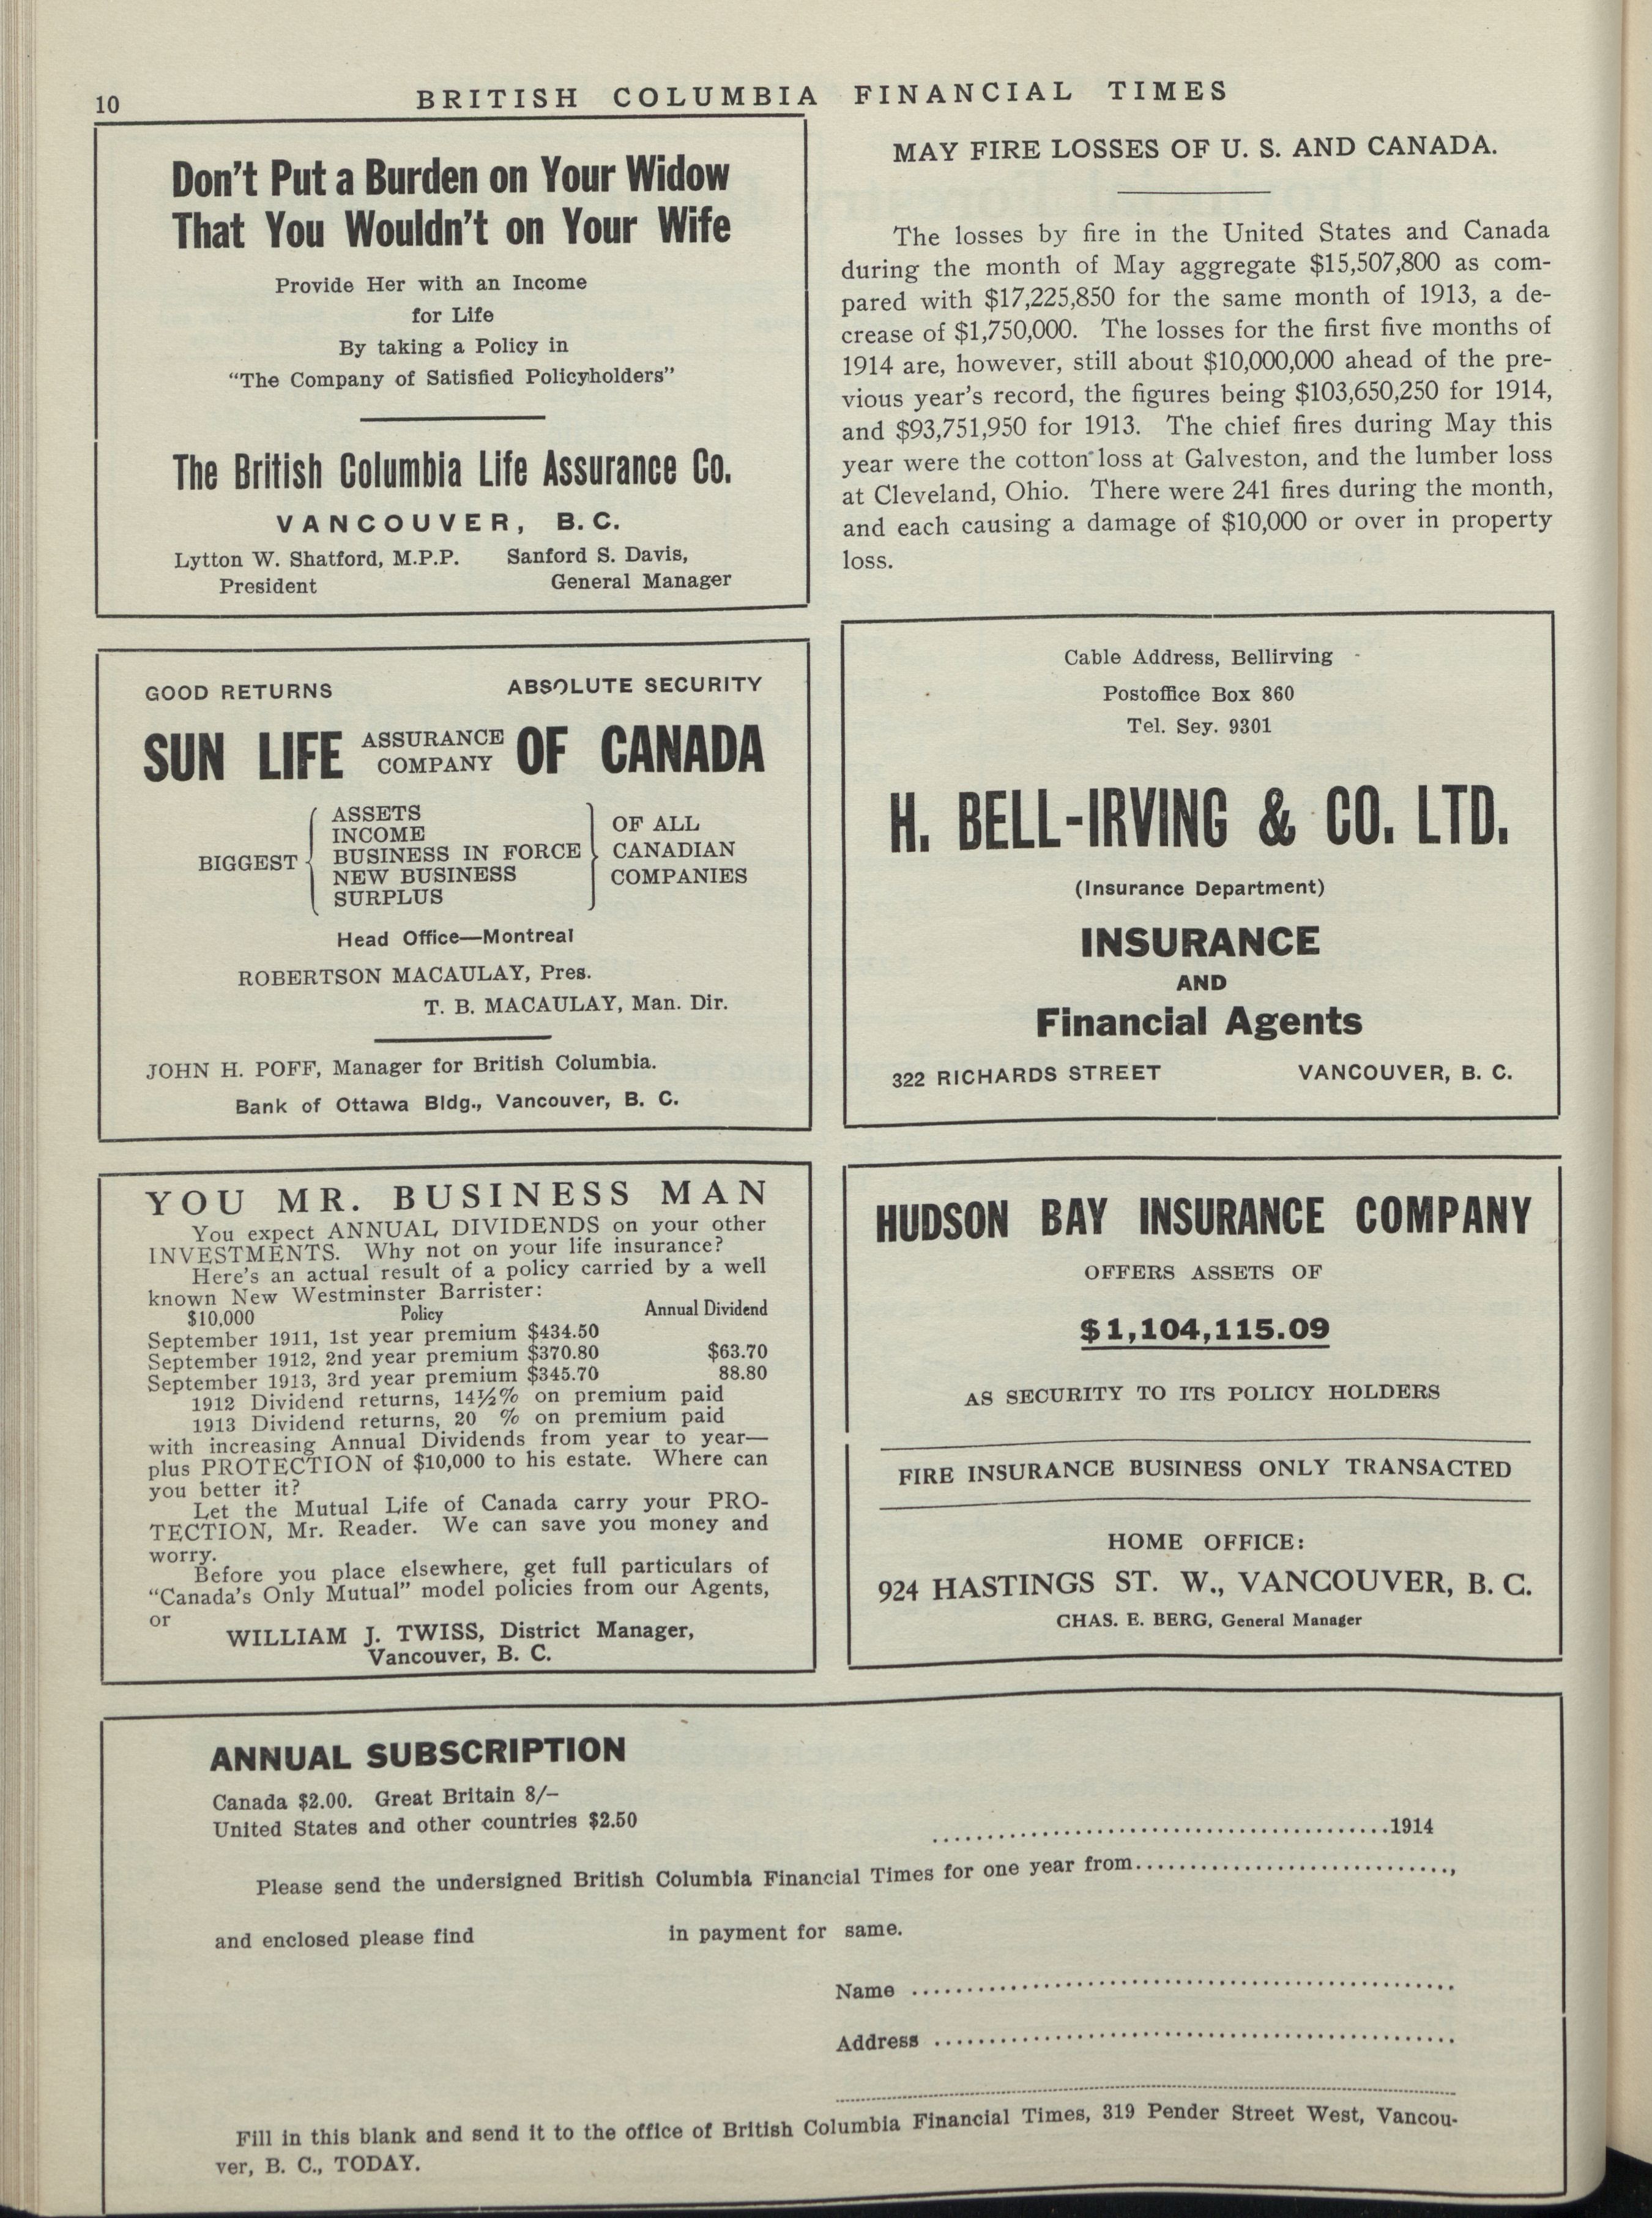 10
BRITISH COLUMBIA FINANCIAL TIMES
Don't Put a Burden on Your Widow
That You Wouldn't on Your Wife
Provide Her with an Income
for Life
By taking a Policy in
"The Company of Satisfied Policyholders"
The British Columbia Life Assurance Co.
VANCOUVER, B.C.
Lytton W. Shatford, M.P.P. Sanford S. Davis,
President General Manager
GOOD RETURNS ABSOLUTE SECURITY
SUN LIFE ASSURANCE COMPANY OF CANADA
BIGGEST
ASSETS
INCOME
BUSINESS IN FORCE
NEW BUSINESS
SURPLUS
OF ALL
CANADIAN
COMPANIES
Head Office—Montreal
ROBERTSON MACAULAY, Pres.
T. B. MACAULAY, Man. Dir.
JOHN H. POFF, Manager for British Columbia.
Bank of Ottawa Bldg., Vancouver, B. C.
YOU MR. BUSINESS MAN
You expect ANNUAL DIVIDENDS on your other
INVESTMENTS. Why not on your life insurance?
Here's an actual result of a policy carried by a well
known New Westminster Barrister:
$10,000 Policy Annual Dividend
September 1911, 1st year premium $434.50
September 1912, 2nd year premium $370.80 $63.70
September 1913, 3rd year premium $345.70 88.80
1912 Dividend returns, 14½% on premium paid
1913 Dividend returns, 20 % on premium paid
with increasing Annual Dividends from year to year—
plus PROTECTION of $10,000 to his estate. Where can
you better it?
Let the Mutual Life of Canada carry your PRO-
TECTION, Mr. Reader. We can save you money and
worry.
Before you place elsewhere, get full particulars of
"Canada's Only Mutual" model policies from our Agents,
or
WILLIAM J. TWISS, District Manager,
Vancouver, B. C.
MAY FIRE LOSSES OF U. S. AND CANADA.
The losses by fire in the United States and Canada
during the month of May aggregate $15,507,800 as com-
pared with $17,225,850 for the same month of 1913, a de-
crease of $1,750,000. The losses for the first five months of
1914 are, however, still about $10,000,000 ahead of the pre-
vious year's record, the figures being $103,650,250 for 1914,
and $93,751,950 for 1913. The chief fires during May this
year were the cotton loss at Galveston, and the lumber loss
at Cleveland, Ohio. There were 241 fires during the month,
and each causing a damage of $10,000 or over in property
loss.
Cable Address, Bellirving
Postoffice Box 860
Tel. Sey. 9301
H. BELL-IRVING & CO. LTD.
(Insurance Department)
INSURANCE
AND
Financial Agents
322 RICHARDS STREET VANCOUVER, B. C.
HUDSON BAY INSURANCE COMPANY
OFFERS ASSETS OF
$1,104,115.09
AS SECURITY TO ITS POLICY HOLDERS
FIRE INSURANCE BUSINESS ONLY TRANSACTED
HOME OFFICE:
924 HASTINGS ST. W., VANCOUVER, B. C.
CHAS. E. BERG, General Manager
ANNUAL SUBSCRIPTION
Canada $2.00. Great Britain 8/–
United States and other countries $2.50
..........................................1914
Please send the undersigned British Columbia Financial Times for one year from.............................,
and enclosed please find in payment for same.
Name ..................................................
Address ................................................
Fill in this blank and send it to the office of British Columbia Financial Times, 319 Pender Street West, Vancou-
ver, B. C., TODAY.